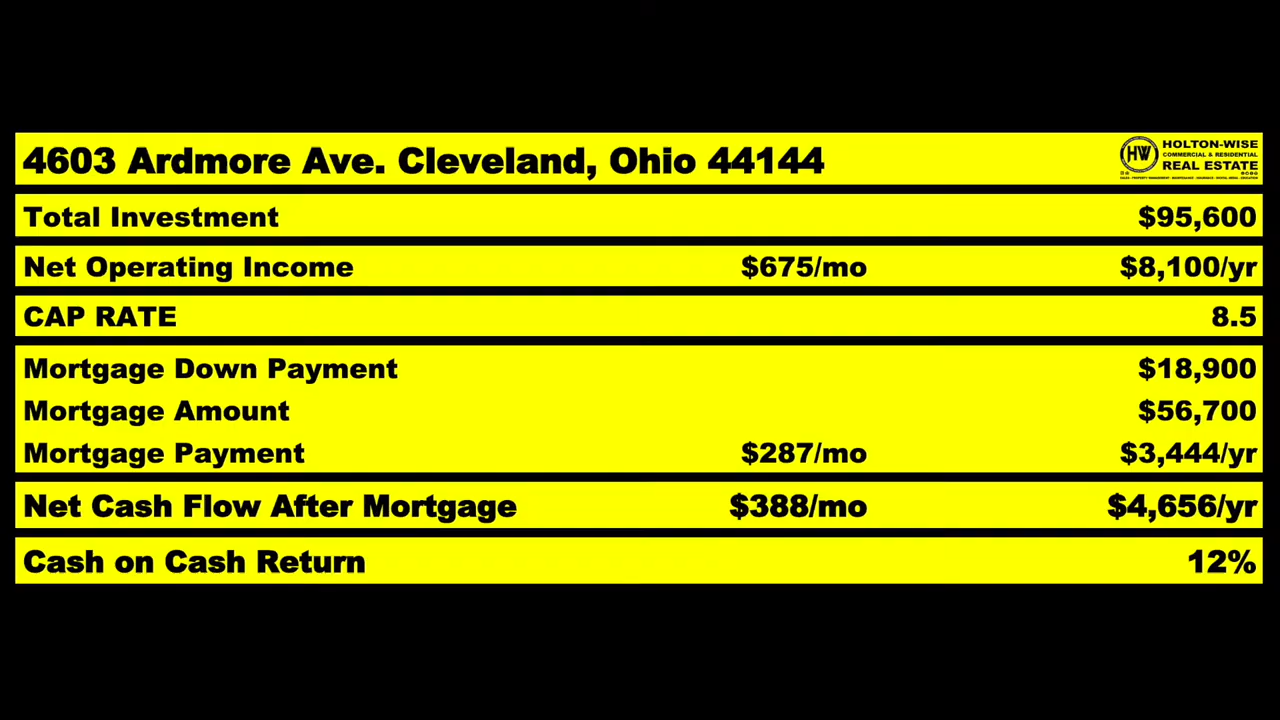 4603 Ardmore Ave. Cleveland, Ohio 44144
HW
HOLTON-WISE
COMMERCIAL & RESIDENTIAL
REAL ESTATE
Total Investment $95,600
Net Operating Income $675/mo $8,100/yr
CAP RATE 8.5
Mortgage Down Payment $18,900
Mortgage Amount $56,700
Mortgage Payment $287/mo $3,444/yr
Net Cash Flow After Mortgage $388/mo $4,656/yr
Cash on Cash Return 12%